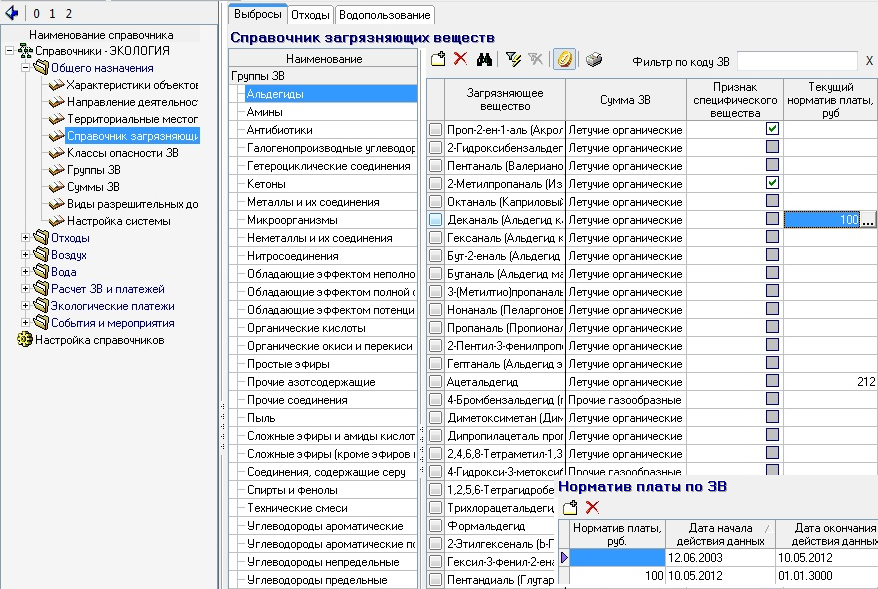 0 1 2
Наименование справочника
Справочники - ЭКОЛОГИЯ
Общего назначения
Характеристики объектов
Направление деятельнос
Территориальные местог
Справочник загрязняющи
Классы опасности ЗВ
Группы ЗВ
Суммы ЗВ
Виды разрешительных до
Настройка системы
Отходы
Воздух
Вода
Расчет ЗВ и платежей
Экологические платежи
События и мероприятия
Настройка справочников
Выбросы Отходы Водопользование
Справочник загрязняющих веществ
Наименование
Группы ЗВ
Альдегиды
Амины
Антибиотики
Галогенопроизводные углеводор
Гетероциклические соединения
Кетоны
Металлы и их соединения
Микроорганизмы
Неметаллы и их соединения
Нитросоединения
Обладающие эффектом неполно
Обладающие эффектом полной с
Обладающие эффектом потенци
Органические кислоты
Органические окиси и перекиси
Простые эфиры
Прочие азотсодержащие
Прочие соединения
Пыль
Сложные эфиры и амиды кислот
Сложные эфиры (кроме эфиров к
Соединения, содержащие серу
Спирты и фенолы
Технические смеси
Углеводороды ароматические
Углеводороды ароматические по
Углеводороды непредельные
Углеводороды предельные
Фильтр по коду ЗВ X
Загрязняющее вещество Сумма ЗВ Признак специфического вещества Текущий норматив платы, руб
Проп-2-ен-1-аль (Акрол Летучие органические
2-Гидроксибензальдег Летучие органические
Пентаналь (Валериано Летучие органические
2-Метилпропаналь (Из Летучие органические
Октаналь (Каприловый Летучие органические
Деканаль (Альдегид к Летучие органические 100 ...
Гексаналь (Альдегид к Летучие органические
Бут-2-еналь (Альдегид Летучие органические
Бутаналь (Альдегид ма Летучие органические
3-(Метилтио)пропаналь Летучие органические
Нонаналь (Пеларгонов Летучие органические
Пропаналь (Пропионал Летучие органические
2-Пентил-3-фенилпроп Летучие органические
Гептаналь (Альдегид э Летучие органические
Ацетальдегид Летучие органические 212
4-Бромбензальдегид (п Прочие газообразные
Диметоксиметан (Дим Летучие органические
Дипропилацеталь проп Летучие органические
2,4,6,8-Тетраметил-1,3 Летучие органические
4-Гидрокси-3-метоксиб Прочие газообразные
1,2,5,6-Тетрагидробе
Трихлорацетальдегид
Формальдегид
2-Этилгексеналь (b-Г
Гексил-3-фенил-2-ена
Пентандиаль (Глутар
Норматив платы по ЗВ
Норматив платы, руб. Дата начала действия данных Дата окончания действия данных
12.06.2003 10.05.2012
100 10.05.2012 01.01.3000